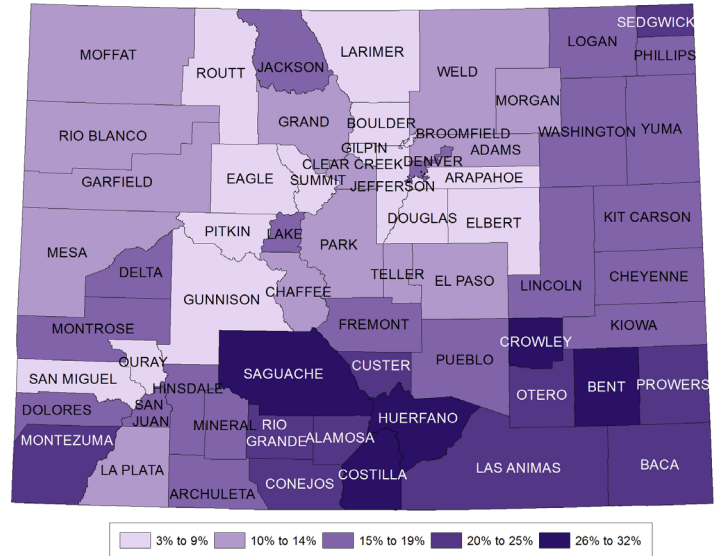 SEDGWICK
LARIMER
LOGAN
MOFFAT
PHILLIPS
JACKSON
ROUTT
WELD
MORGAN
GRAND
BOULDER
RIO BLANCO
BROOMFIELD
WASHINGTON
YUMA
GILPIN
ADAMS
CLEAR CREEK
DENVER
EAGLE
SUMMIT
ARAPAHOE
GARFIELD
JEFFERSON
DOUGLAS
ELBERT
KIT CARSON
PITKIN
LAKE
PARK
MESA
DELTA
TELLER
EL PASO
CHEYENNE
LINCOLN
CHAFFEE
GUNNISON
FREMONT
KIOWA
MONTROSE
CROWLEY
OURAY
PUEBLO
CUSTER
SAGUACHE
SAN MIGUEL
HINSDALE
BENT
PROWERS
OTERO
DOLORES
SAN
JUAN
HUERFANO
MINERAL
RIO
GRANDE
ALAMOSA
MONTEZUMA
LA PLATA
COSTILLA
LAS ANIMAS
BACA
CONEJOS
ARCHULETA
3% to 9%
10% to 14%
15% to 19%
20% to 25%
26% to 32%